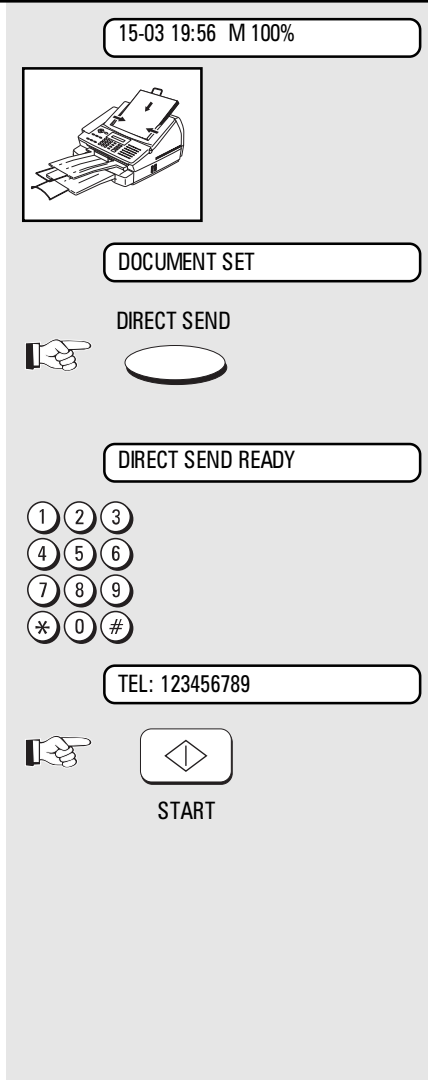 15-03 19:56 M 100%
DOCUMENT SET
DIRECT SEND
DIRECT SEND READY
1 2 3
4 5 6
7 8 9
* 0 #
TEL: 123456789
START